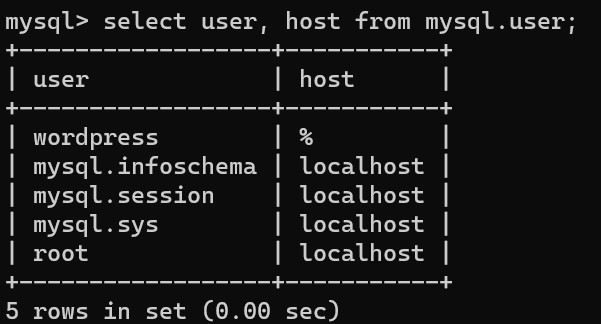 mysql> select user, host from mysql.user;
+------------------+-----------+
| user             | host      |
+------------------+-----------+
| wordpress        | %         |
| mysql.infoschema | localhost |
| mysql.session    | localhost |
| mysql.sys        | localhost |
| root             | localhost |
+------------------+-----------+
5 rows in set (0.00 sec)